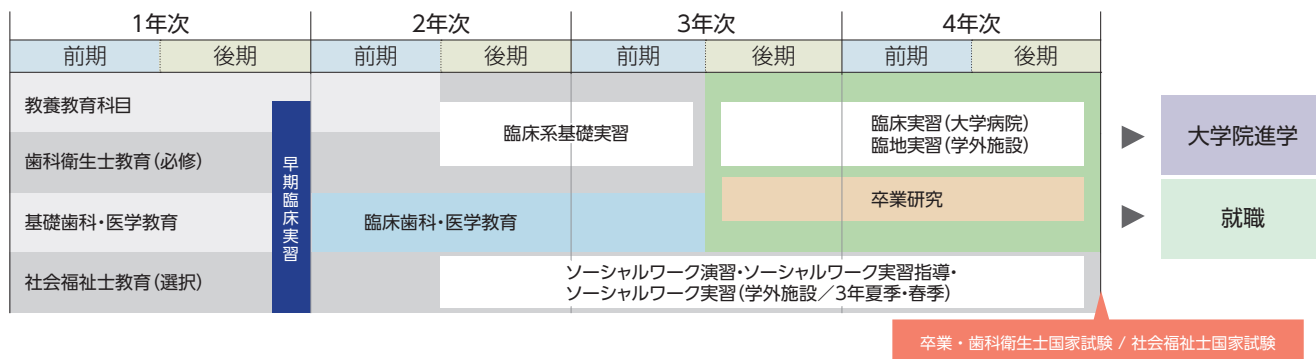 1年次
2年次
3年次
4年次
前期
後期
前期
後期
前期
後期
前期
後期
教養教育科目
歯科衛生士教育(必修)
基礎歯科・医学教育
社会福祉士教育(選択)
早期臨床実習
臨床系基礎実習
臨床歯科・医学教育
臨床実習(大学病院)
臨地実習(学外施設)
卒業研究
ソーシャルワーク演習・ソーシャルワーク実習指導・
ソーシャルワーク実習(学外施設/3年夏季・春季)
大学院進学
就職
卒業・歯科衛生士国家試験 / 社会福祉士国家試験